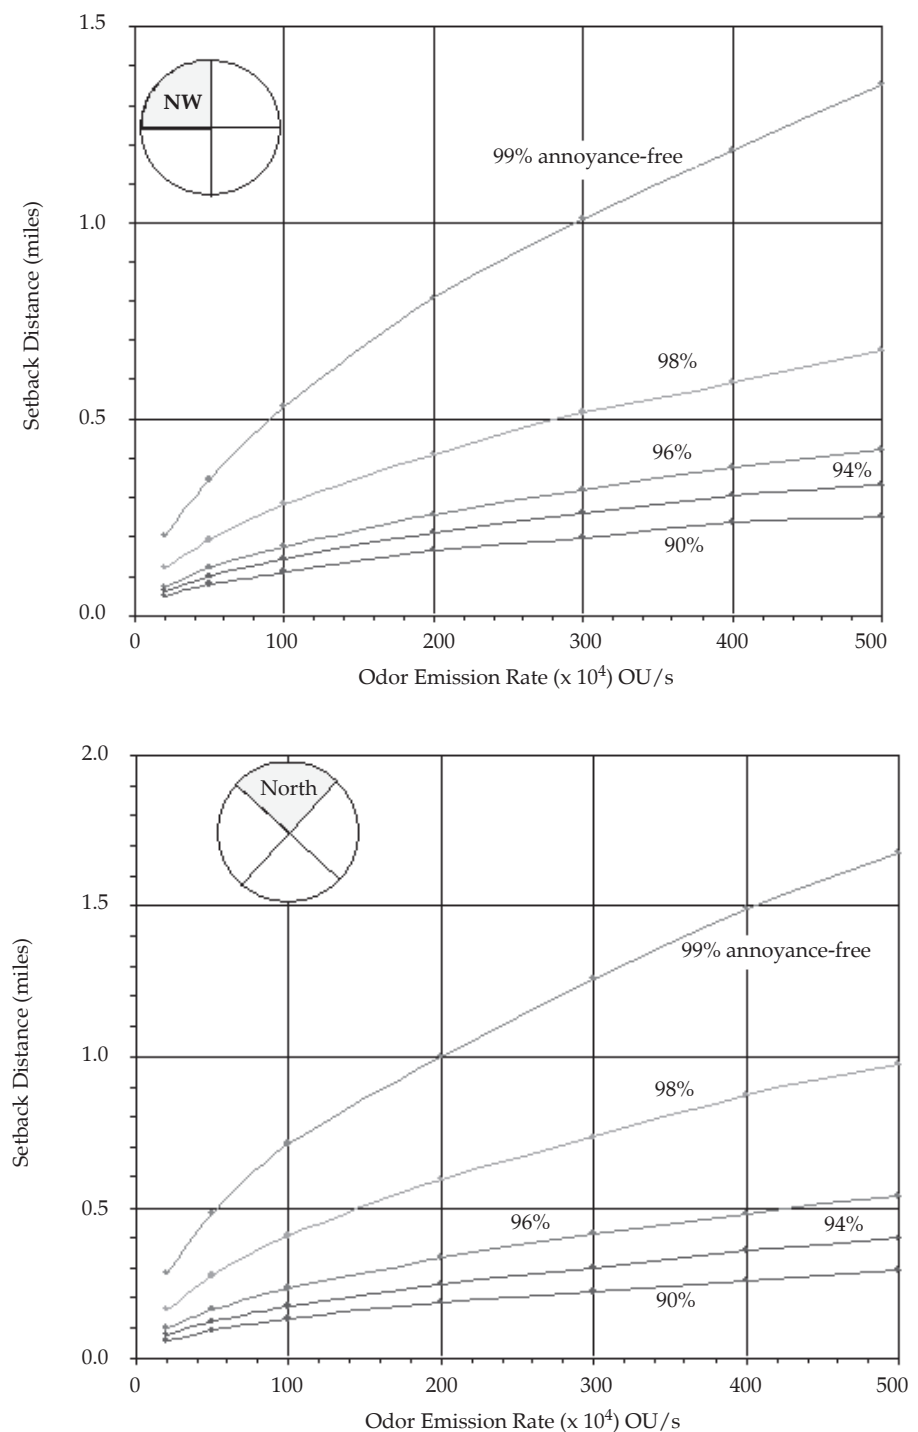 1.5
NW
99% annoyance-free
1.0
Setback Distance (miles)
98%
0.5
96%
94%
90%
0.0
0 100 200 300 400 500
Odor Emission Rate (x 10⁴) OU/s
2.0
North
1.5
99% annoyance-free
Setback Distance (miles)
1.0
98%
0.5
96%
94%
90%
0.0
0 100 200 300 400 500
Odor Emission Rate (x 10⁴) OU/s